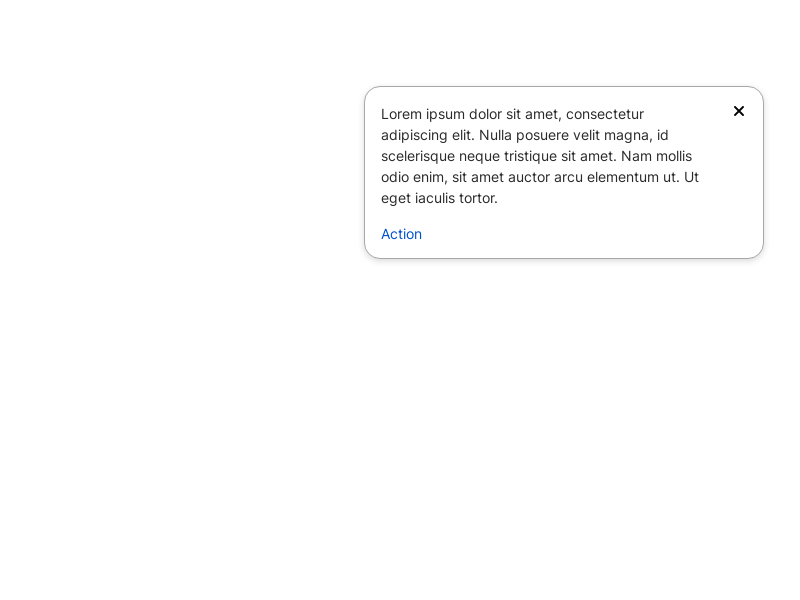 Lorem ipsum dolor sit amet, consectetur
adipiscing elit. Nulla posuere velit magna, id
scelerisque neque tristique sit amet. Nam mollis
odio enim, sit amet auctor arcu elementum ut. Ut
eget iaculis tortor.
Action